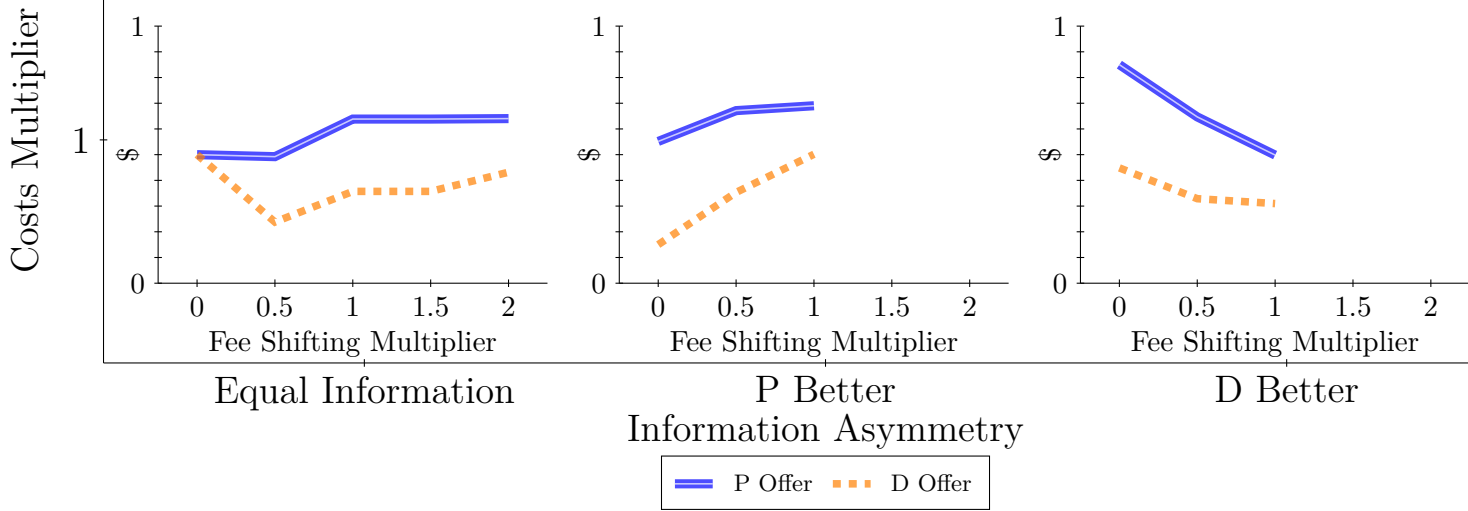 Costs Multiplier
1
1
$
0
0 0.5 1 1.5 2
Fee Shifting Multiplier
1
$
0
0 0.5 1 1.5 2
Fee Shifting Multiplier
1
$
0
0 0.5 1 1.5 2
Fee Shifting Multiplier
Equal Information
P Better
D Better
Information Asymmetry
P Offer
D Offer